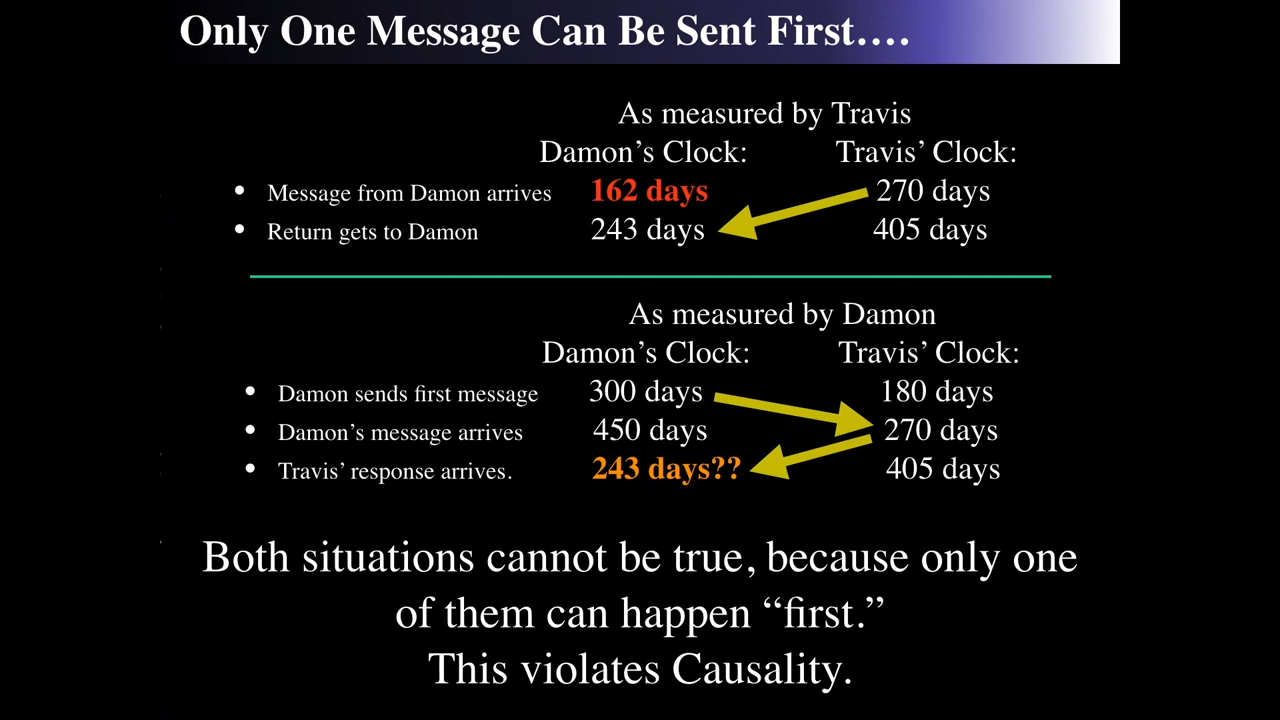 Only One Message Can Be Sent First….
As measured by Travis
Damon’s Clock: Travis’ Clock:
• Message from Damon arrives 162 days 270 days
• Return gets to Damon 243 days 405 days
As measured by Damon
Damon’s Clock: Travis’ Clock:
• Damon sends first message 300 days 180 days
• Damon’s message arrives 450 days 270 days
• Travis’ response arrives. 243 days?? 405 days
Both situations cannot be true, because only one
of them can happen “first.”
This violates Causality.